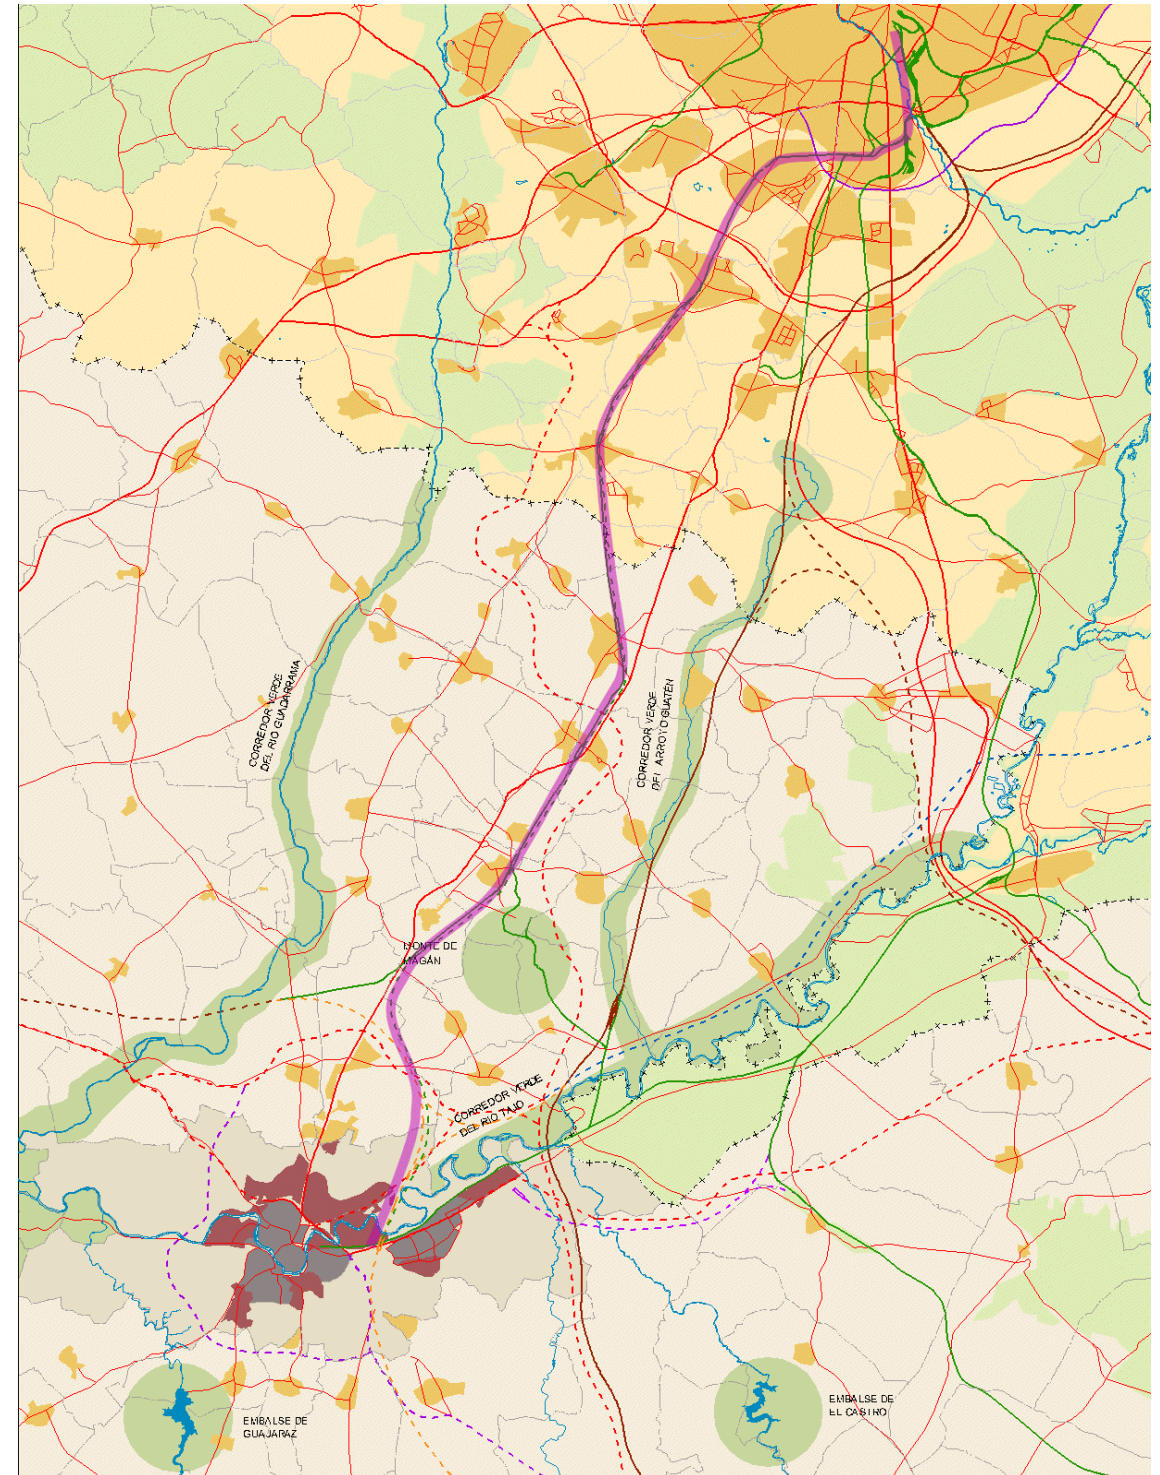 CORREDOR VERDE
DEL RIO GUADARRAMA
CORREDOR VERDE
DEL ARROYO GUATÉN
MONTE DE
MAGÁN
CORREDOR VERDE
DEL RIO TAJO
EMBALSE DE
GUAJARAZ
EMBALSE DE
EL CASTRO